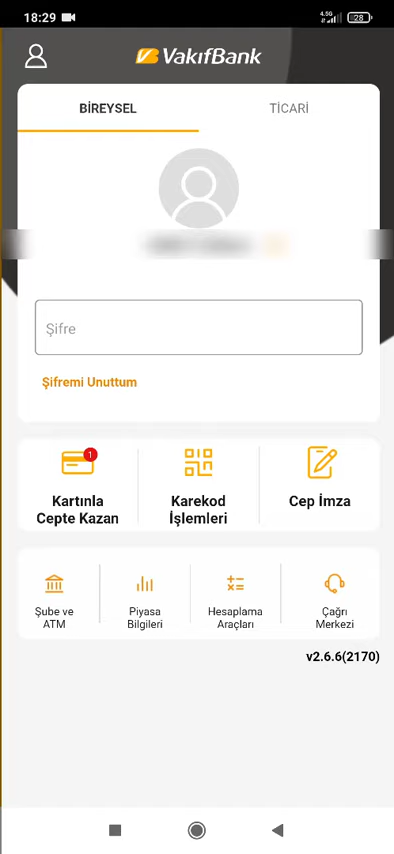 18:29
4.5G
28
VakıfBank
BİREYSEL
TİCARİ
Şifre
Şifremi Unuttum
1
Kartınla
Cepte Kazan
Karekod
İşlemleri
Cep İmza
Şube ve
ATM
Piyasa
Bilgileri
Hesaplama
Araçları
Çağrı
Merkezi
v2.6.6(2170)